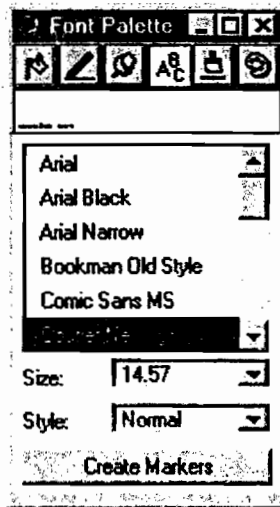 Font Palette
A B C
Arial
Arial Black
Arial Narrow
Bookman Old Style
Comic Sans MS
Size: 14.57
Style: Normal
Create Markers